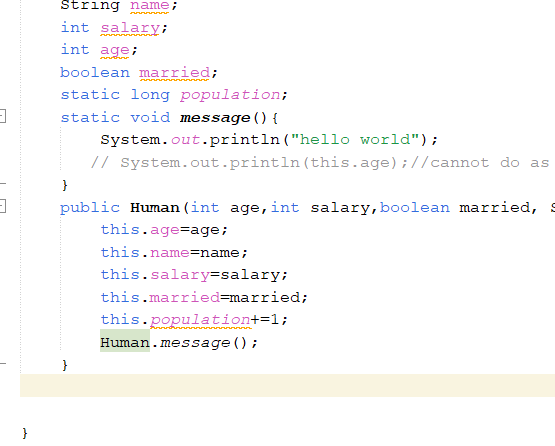 String name;
int salary;
int age;
boolean married;
static long population;
static void message(){
System.out.println("hello world");
// System.out.println(this.age);//cannot do as
}
public Human(int age,int salary,boolean married,
this.age=age;
this.name=name;
this.salary=salary;
this.married=married;
this.population+=1;
Human.message();
}
}